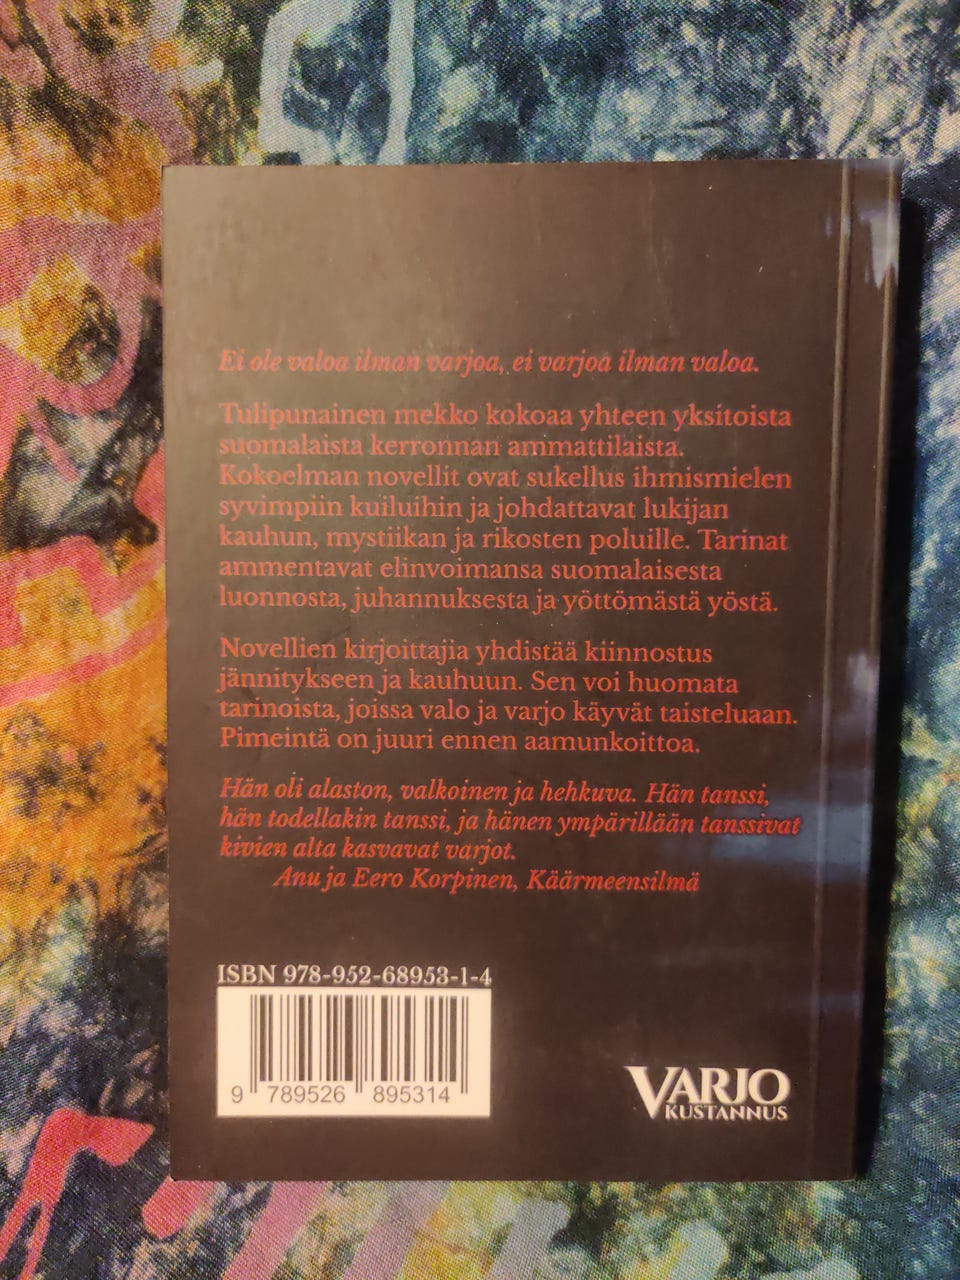 Ei ole valoa ilman varjoa, ei varjoa ilman valoa.
Tulipunainen mekko kokoaa yhteen yksitoista
suomalaista kerronnan ammattilaista.
Kokoelman novellit ovat sukellus ihmismielen
syvimpiin kuiluihin ja johdattavat lukijan
kauhun, mystiikan ja rikosten poluille. Tarinat
ammentavat elinvoimansa suomalaisesta
luonnosta, juhannuksesta ja yöttömästä yöstä.
Novellien kirjoittajia yhdistää kiinnostus
jännitykseen ja kauhuun. Sen voi huomata
tarinoista, joissa valo ja varjo käyvät taisteluaan.
Pimeintä on juuri ennen aamunkoittoa.
Hän oli alaston, valkoinen ja hehkuva. Hän tanssi,
hän todellakin tanssi, ja hänen ympärillään tanssivat
kivien alta kasvavat varjot.
Anu ja Eero Korpinen, Käärmeensilmä
ISBN 978-952-68953-1-4
9 789526 895314
VARJO
KUSTANNUS